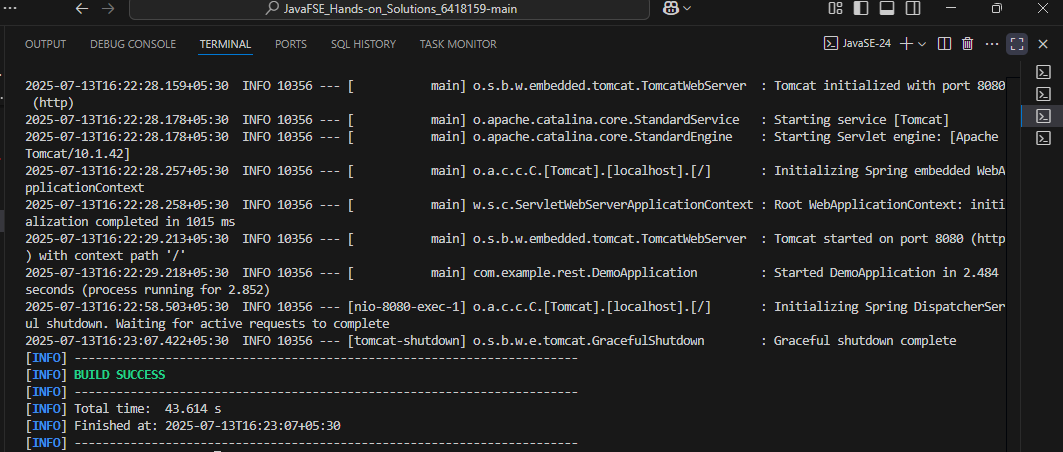 JavaFSE_Hands-on_Solutions_6418159-main
OUTPUT DEBUG CONSOLE TERMINAL PORTS SQL HISTORY TASK MONITOR JavaSE-24
2025-07-13T16:22:28.159+05:30  INFO 10356 --- [           main] o.s.b.w.embedded.tomcat.TomcatWebServer  : Tomcat initialized with port 8080
 (http)
2025-07-13T16:22:28.178+05:30  INFO 10356 --- [           main] o.apache.catalina.core.StandardService   : Starting service [Tomcat]
2025-07-13T16:22:28.178+05:30  INFO 10356 --- [           main] o.apache.catalina.core.StandardEngine    : Starting Servlet engine: [Apache
Tomcat/10.1.42]
2025-07-13T16:22:28.257+05:30  INFO 10356 --- [           main] o.a.c.c.C.[Tomcat].[localhost].[/]       : Initializing Spring embedded WebA
pplicationContext
2025-07-13T16:22:28.258+05:30  INFO 10356 --- [           main] w.s.c.ServletWebServerApplicationContext : Root WebApplicationContext: initi
alization completed in 1015 ms
2025-07-13T16:22:29.213+05:30  INFO 10356 --- [           main] o.s.b.w.embedded.tomcat.TomcatWebServer  : Tomcat started on port 8080 (http
) with context path '/'
2025-07-13T16:22:29.218+05:30  INFO 10356 --- [           main] com.example.rest.DemoApplication         : Started DemoApplication in 2.484
seconds (process running for 2.852)
2025-07-13T16:22:58.503+05:30  INFO 10356 --- [nio-8080-exec-1] o.a.c.c.C.[Tomcat].[localhost].[/]       : Initializing Spring DispatcherSer
ul shutdown. Waiting for active requests to complete
2025-07-13T16:23:07.422+05:30  INFO 10356 --- [tomcat-shutdown] o.s.b.w.e.tomcat.GracefulShutdown        : Graceful shutdown complete
[INFO] ------------------------------------------------------------------------
[INFO] BUILD SUCCESS
[INFO] ------------------------------------------------------------------------
[INFO] Total time:  43.614 s
[INFO] Finished at: 2025-07-13T16:23:07+05:30
[INFO] ------------------------------------------------------------------------